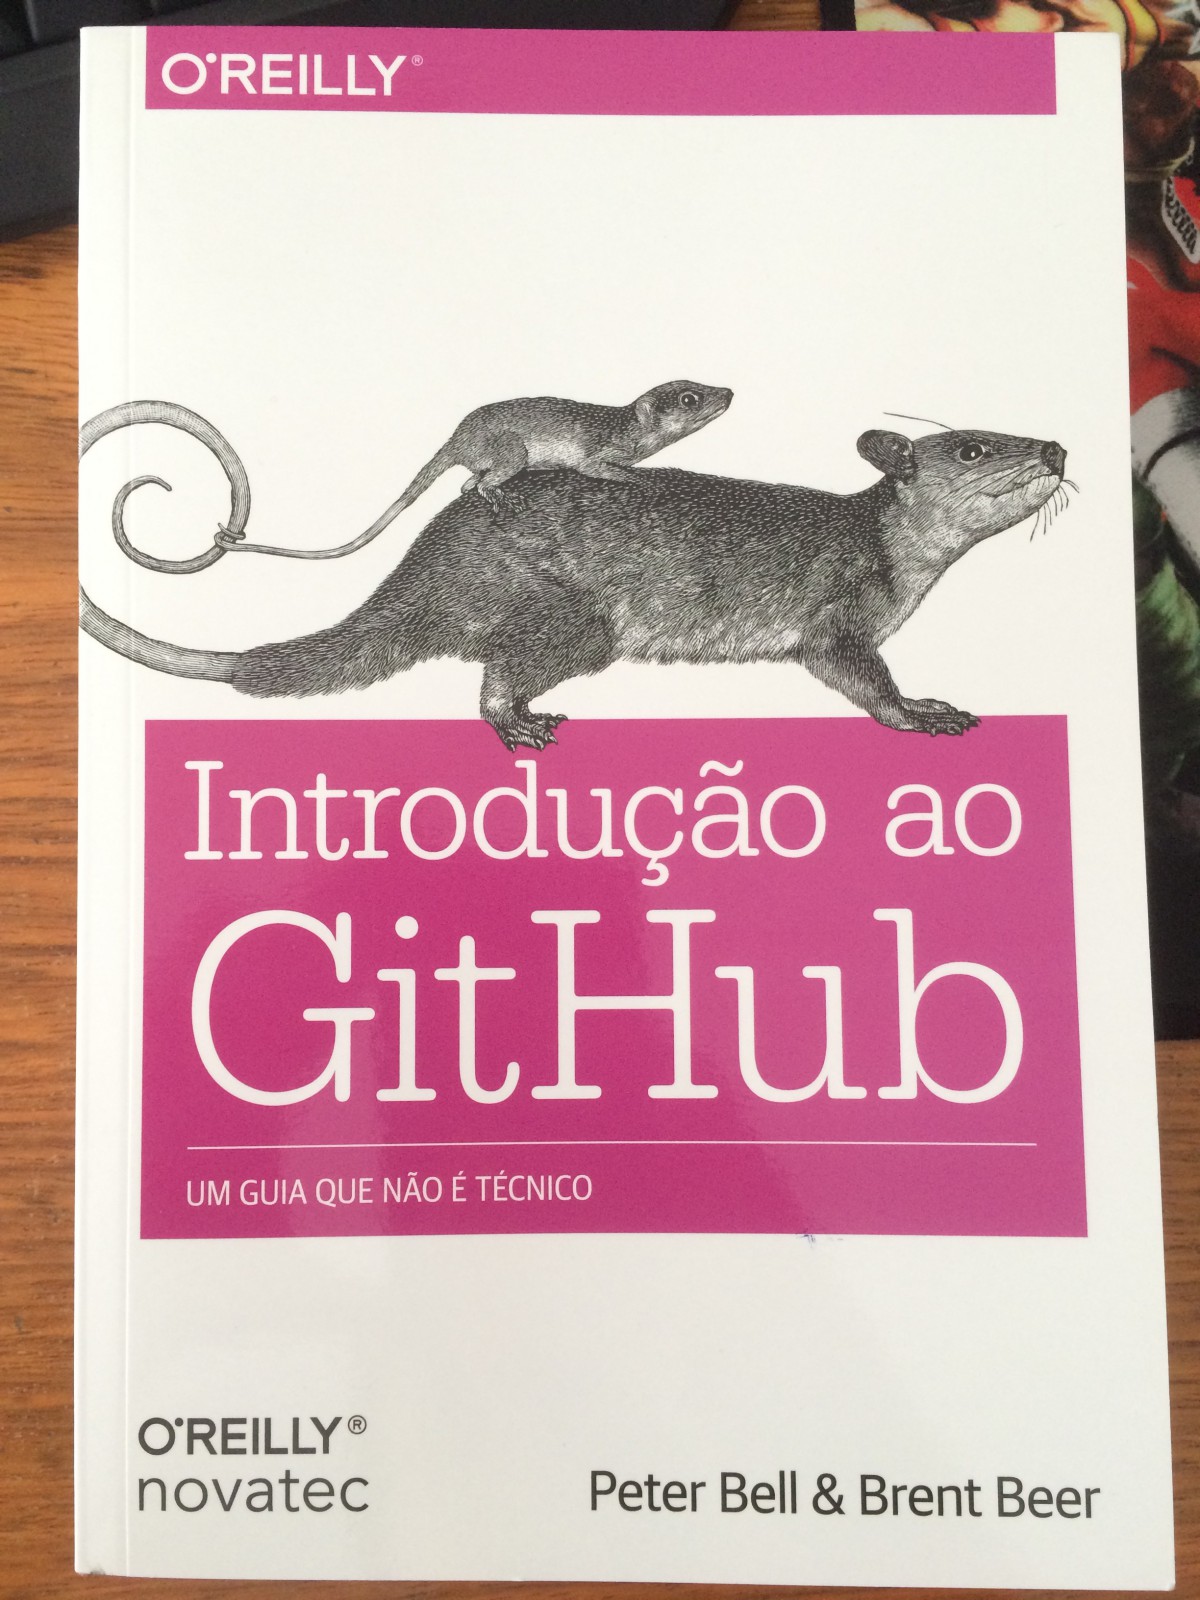 O'REILLY®
Introdução ao
GitHub
UM GUIA QUE NÃO É TÉCNICO
O'REILLY®
novatec
Peter Bell & Brent Beer